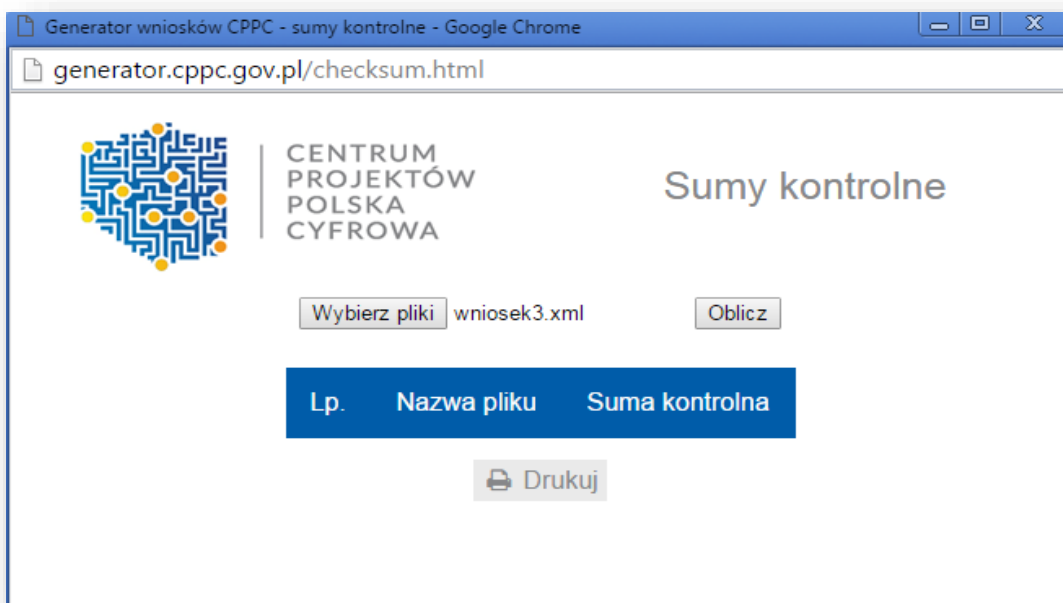 Generator wniosków CPPC - sumy kontrolne - Google Chrome
generator.cppc.gov.pl/checksum.html
CENTRUM
PROJEKTÓW
POLSKA
CYFROWA
Sumy kontrolne
Wybierz pliki wniosek3.xml Oblicz
Lp. Nazwa pliku Suma kontrolna
Drukuj